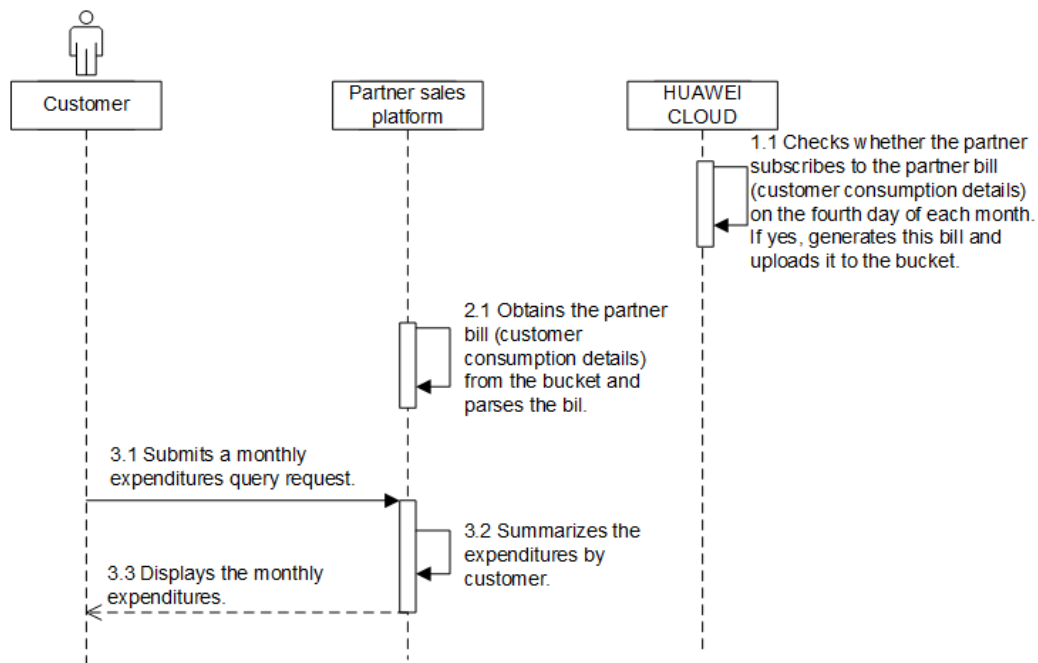 Customer
Partner sales
platform
HUAWEI
CLOUD
1.1 Checks whether the partner
subscribes to the partner bill
(customer consumption details)
on the fourth day of each month.
If yes, generates this bill and
uploads it to the bucket.
2.1 Obtains the partner
bill (customer
consumption details)
from the bucket and
parses the bil.
3.1 Submits a monthly
expenditures query request.
3.2 Summarizes the
expenditures by
customer.
3.3 Displays the monthly
expenditures.